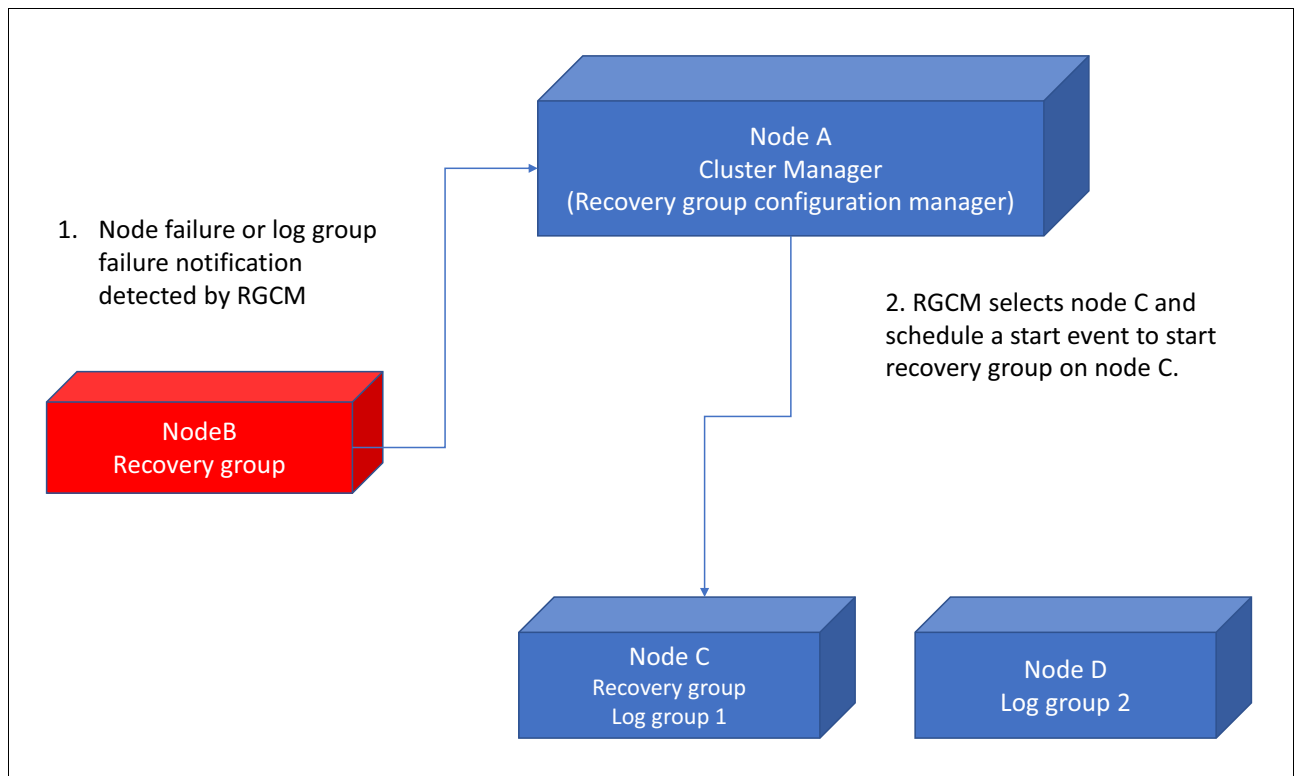 Node A
Cluster Manager
(Recovery group configuration manager)
1. Node failure or log group
failure notification
detected by RGCM
2. RGCM selects node C and
schedule a start event to start
recovery group on node C.
NodeB
Recovery group
Node C
Recovery group
Log group 1
Node D
Log group 2